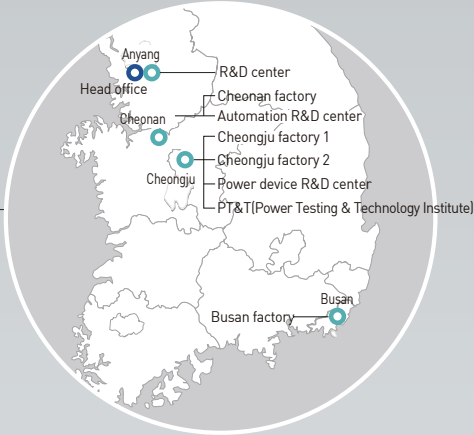 Anyang
R&D center
Head office
Cheonan factory
Automation R&D center
Cheonan
Cheongju factory 1
Cheongju factory 2
Cheongju
Power device R&D center
PT&T(Power Testing & Technology Institute)
Busan
Busan factory